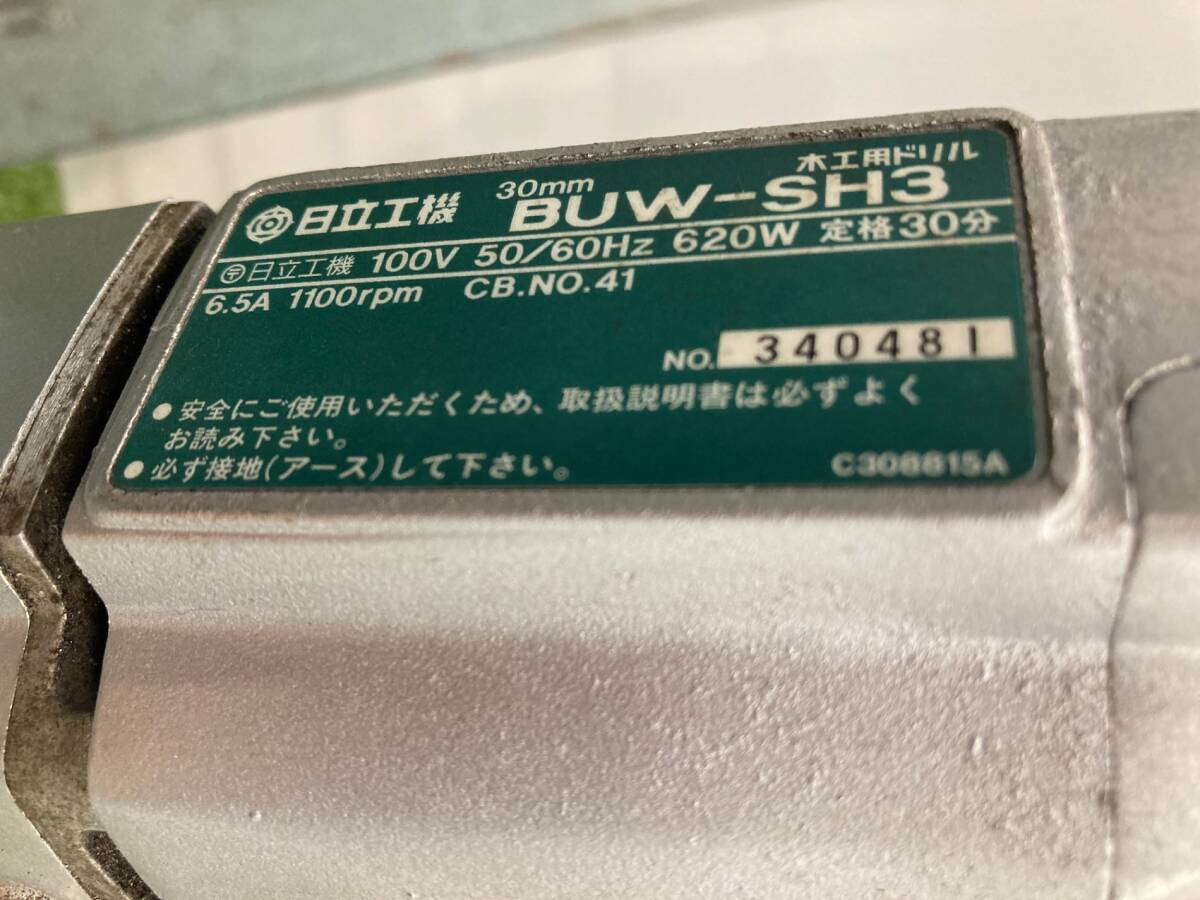 日立工機 30mm BUW-SH3 木工用ドリル
〶日立工機 100V 50/60Hz 620W 定格30分
6.5A 1100rpm CB.NO.41
NO. 340481
●安全にご使用いただくため、取扱説明書は必ずよく
お読み下さい。
●必ず接地(アース)して下さい。
C308815A